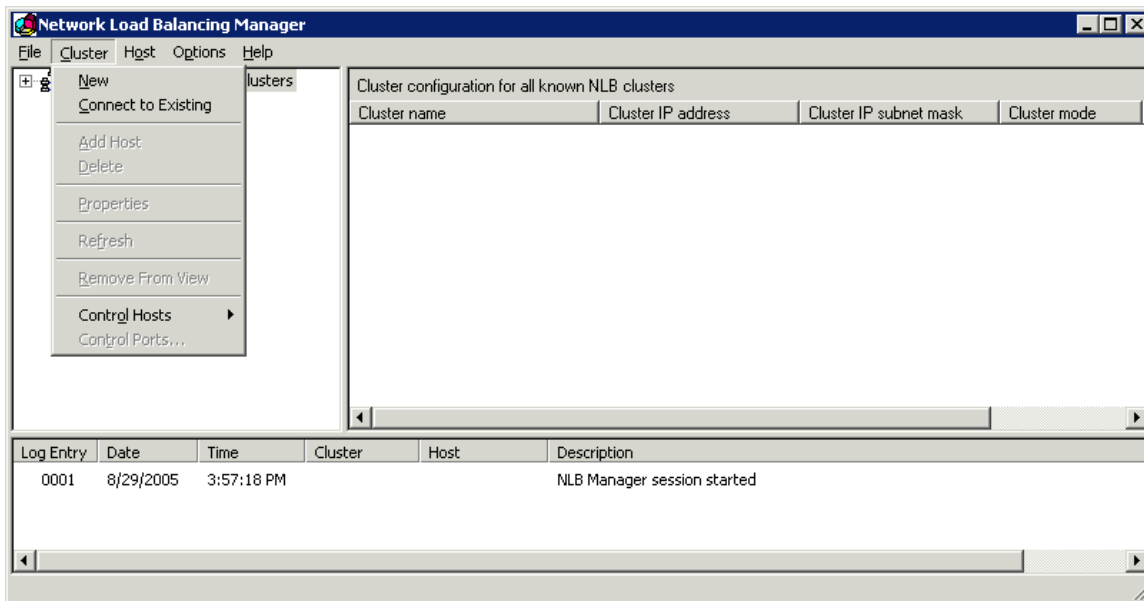 Network Load Balancing Manager
File Cluster Host Options Help
New
Connect to Existing
Add Host
Delete
Properties
Refresh
Remove From View
Control Hosts
Control Ports...
lusters
Cluster configuration for all known NLB clusters
Cluster name Cluster IP address Cluster IP subnet mask Cluster mode
Log Entry Date Time Cluster Host Description
0001 8/29/2005 3:57:18 PM NLB Manager session started